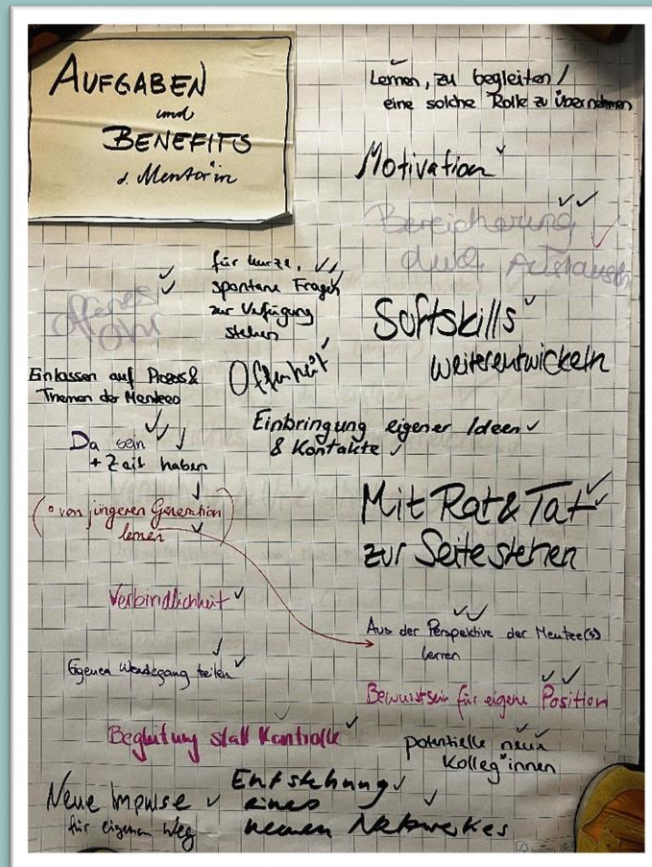 AUFGABEN
und
BENEFITS
d. Mentor*in
Lernen, zu begleiten /
eine solche Rolle zu übernehmen
Motivation
Bereicherung
durch Austausch
Offenes
Ohr
für kurze,
spontane Fragen
zur Verfügung
stehen
Softskills
weiterentwickeln
Einlassen auf Prozess &
Themen der Mentees
Offenheit
Da sein
+ Zeit haben
Einbringung eigener Ideen
& Kontakte
(° von jüngeren Generation
lernen)
Mit Rat & Tat
zur Seite stehen
Verbindlichkeit
Aus der Perspektive der Mentee(s)
lernen
Eigenen Werdegang teilen
Bewusstsein für eigene Position
Begleitung statt Kontrolle
potentielle neue
Kolleg*innen
Neue Impulse
für eigenen Weg
Entstehung
eines
neuen Netzwerkes